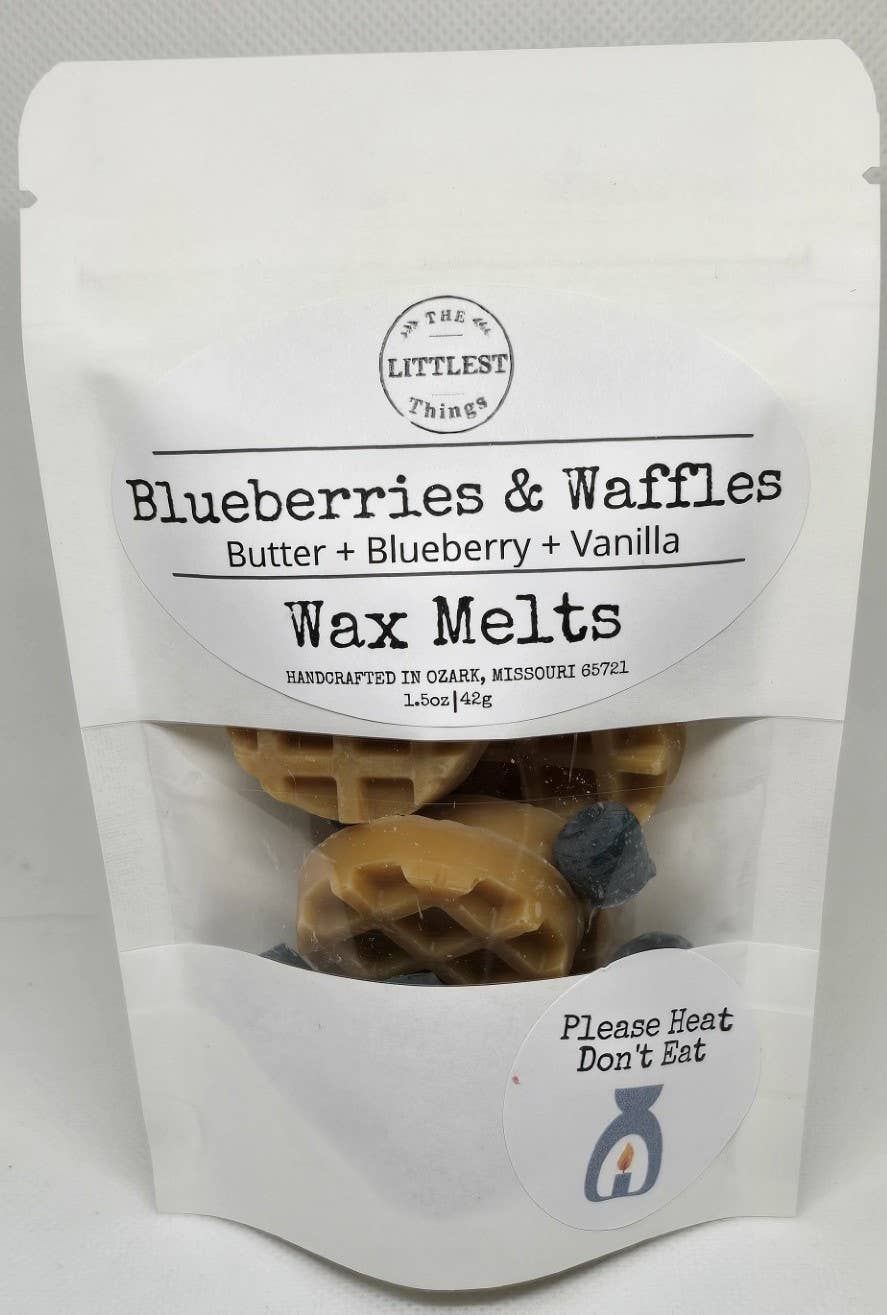 THE
LITTLEST
Things
Blueberries & Waffles
Butter + Blueberry + Vanilla
Wax Melts
HANDCRAFTED IN OZARK, MISSOURI 65721
1.5oz|42g
Please Heat
Don't Eat